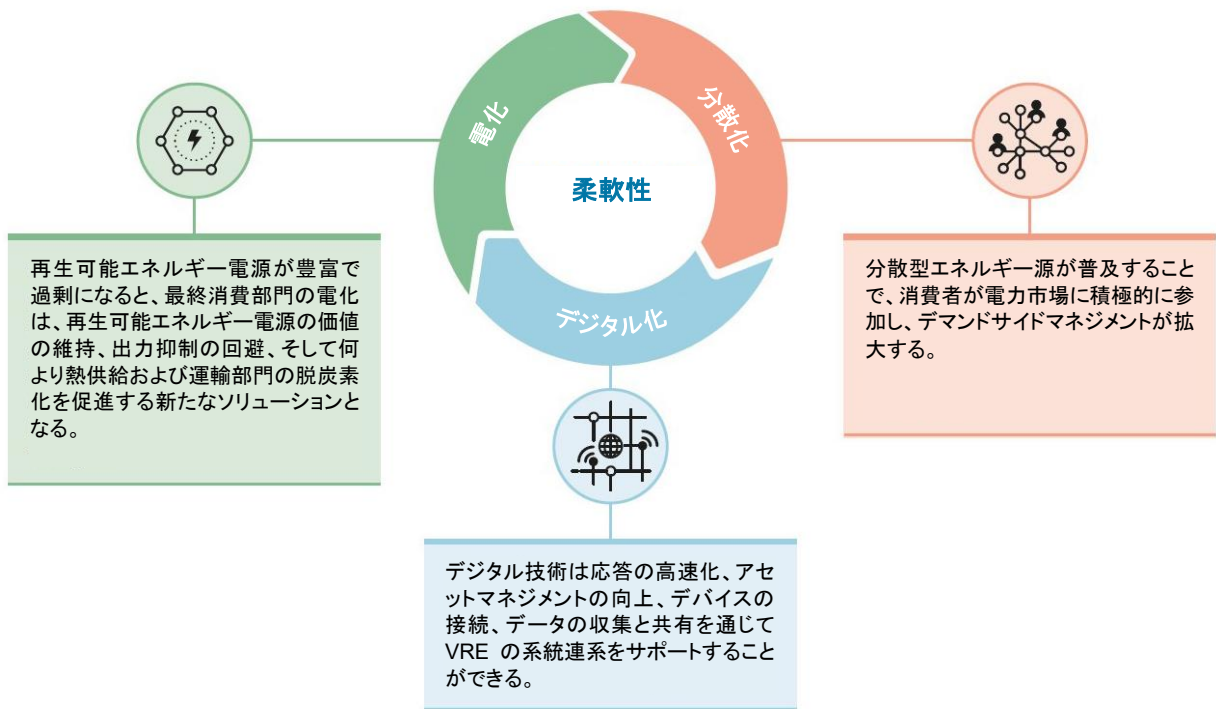 電化
分散化
柔軟性
デジタル化
再生可能エネルギー電源が豊富で
過剰になると、最終消費部門の電化
は、再生可能エネルギー電源の価値
の維持、出力抑制の回避、そして何
より熱供給および運輸部門の脱炭素
化を促進する新たなソリューションと
なる。
分散型エネルギー源が普及すること
で、消費者が電力市場に積極的に参
加し、デマンドサイドマネジメントが拡
大する。
デジタル技術は応答の高速化、アセ
ットマネジメントの向上、デバイスの
接続、データの収集と共有を通じて
VRE の系統連系をサポートすること
ができる。